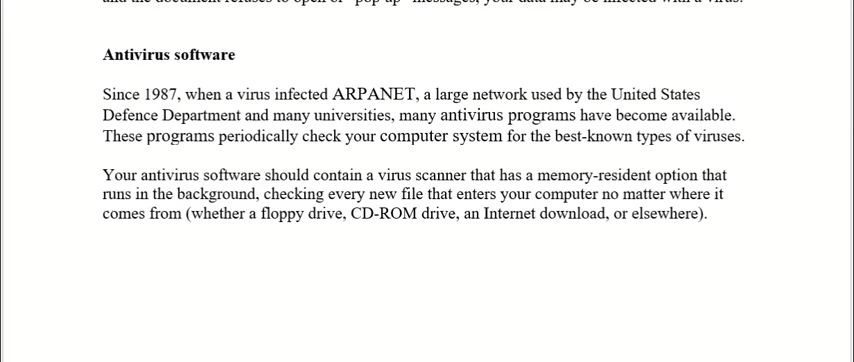 Antivirus software
Since 1987, when a virus infected ARPANET, a large network used by the United States
Defence Department and many universities, many antivirus programs have become available.
These programs periodically check your computer system for the best-known types of viruses.
Your antivirus software should contain a virus scanner that has a memory-resident option that
runs in the background, checking every new file that enters your computer no matter where it
comes from (whether a floppy drive, CD-ROM drive, an Internet download, or elsewhere).